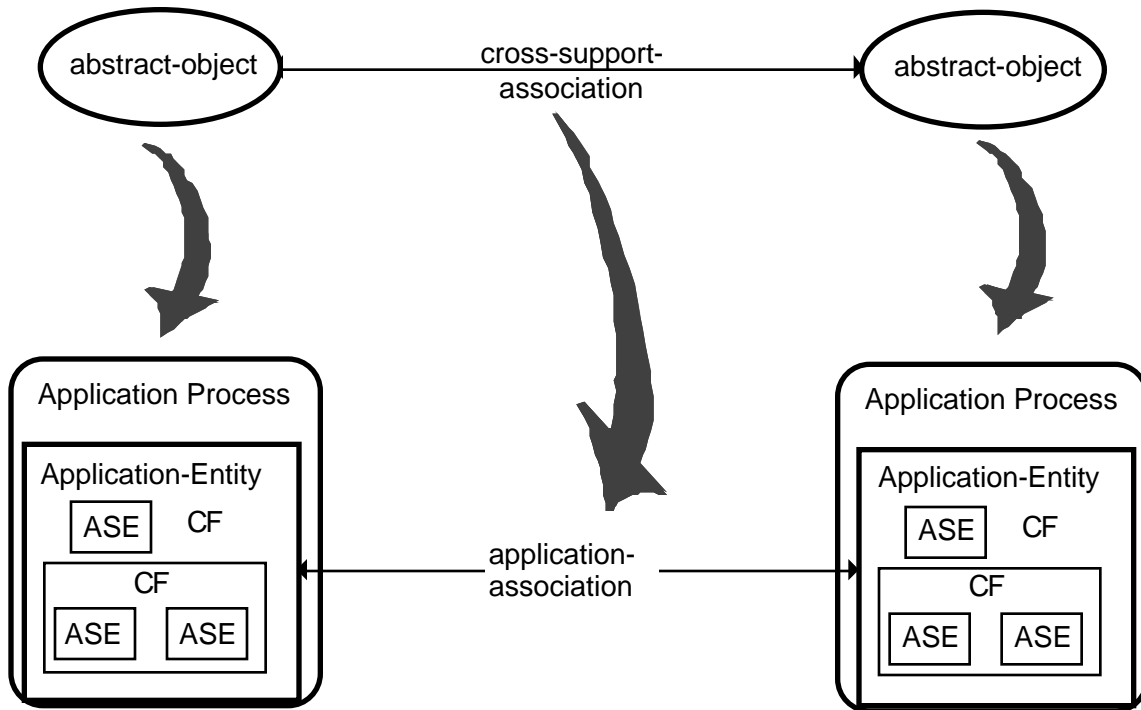 abstract-object
cross-support-
association
abstract-object
Application Process
Application-Entity
ASE
CF
CF
ASE
ASE
application-
association
Application Process
Application-Entity
ASE
CF
CF
ASE
ASE